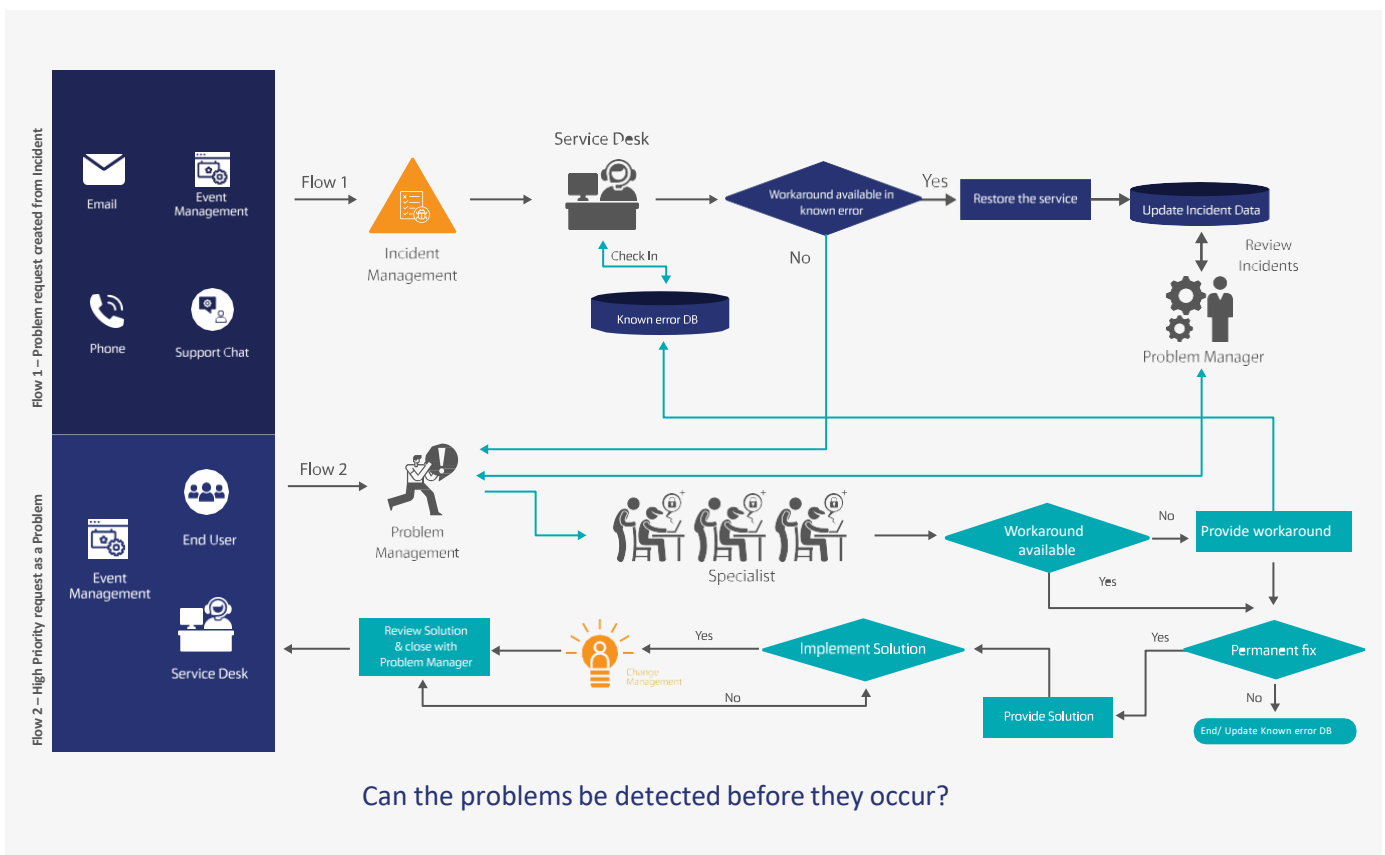 Flow 1 – Problem request created from Incident
Email
Event
Management
Phone
Support Chat
Flow 1
Incident
Management
Service Desk
Check In
Known error DB
Workaround available in
known error
Yes
No
Restore the service
Update Incident Data
Review
Incidents
Problem Manager
Flow 2 – High Priority request as a Problem
End User
Event
Management
Service Desk
Flow 2
Problem
Management
Specialist
Workaround
available
No
Provide workaround
Yes
Permanent fix
Yes
No
End/ Update Known error DB
Provide Solution
Implement Solution
Yes
No
Change
Management
Review Solution
& close with
Problem Manager
Can the problems be detected before they occur?